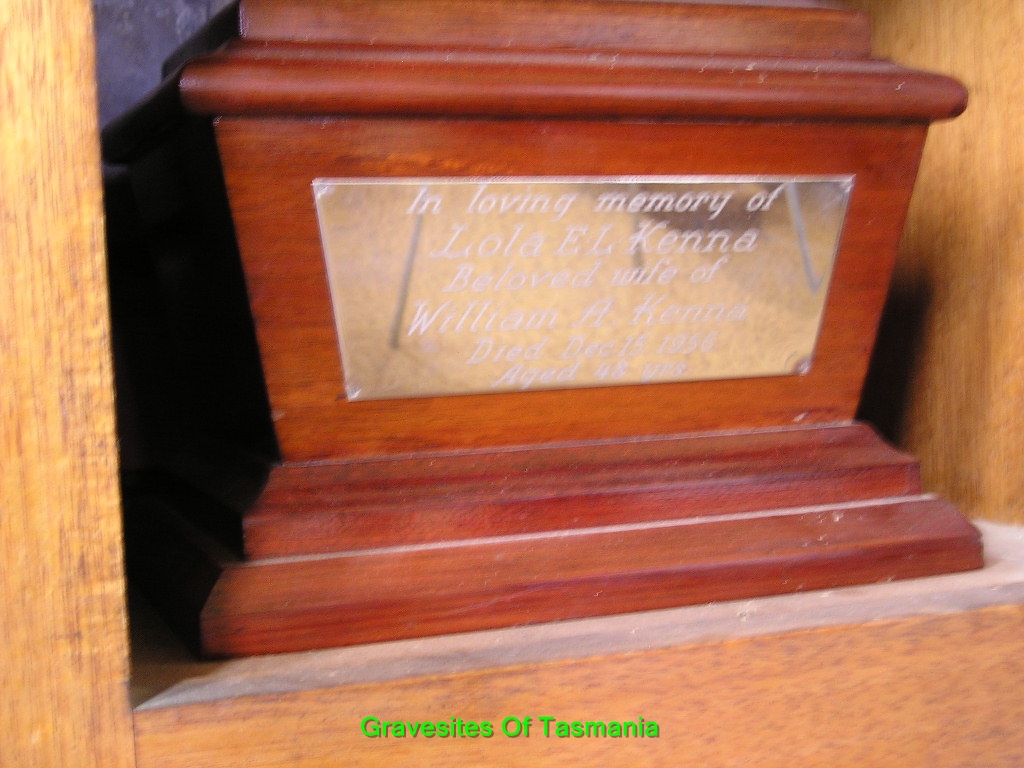 In loving memory of
Lola E L Kenna
Beloved wife of
William A Kenna
Died Dec 1956
Aged 48 yrs
Gravesites Of Tasmania